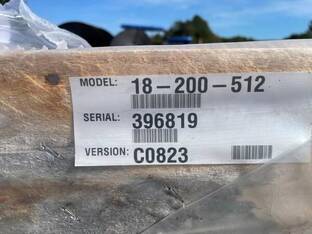 MODEL: 18-200-512
SERIAL: 396819
VERSION: C0823